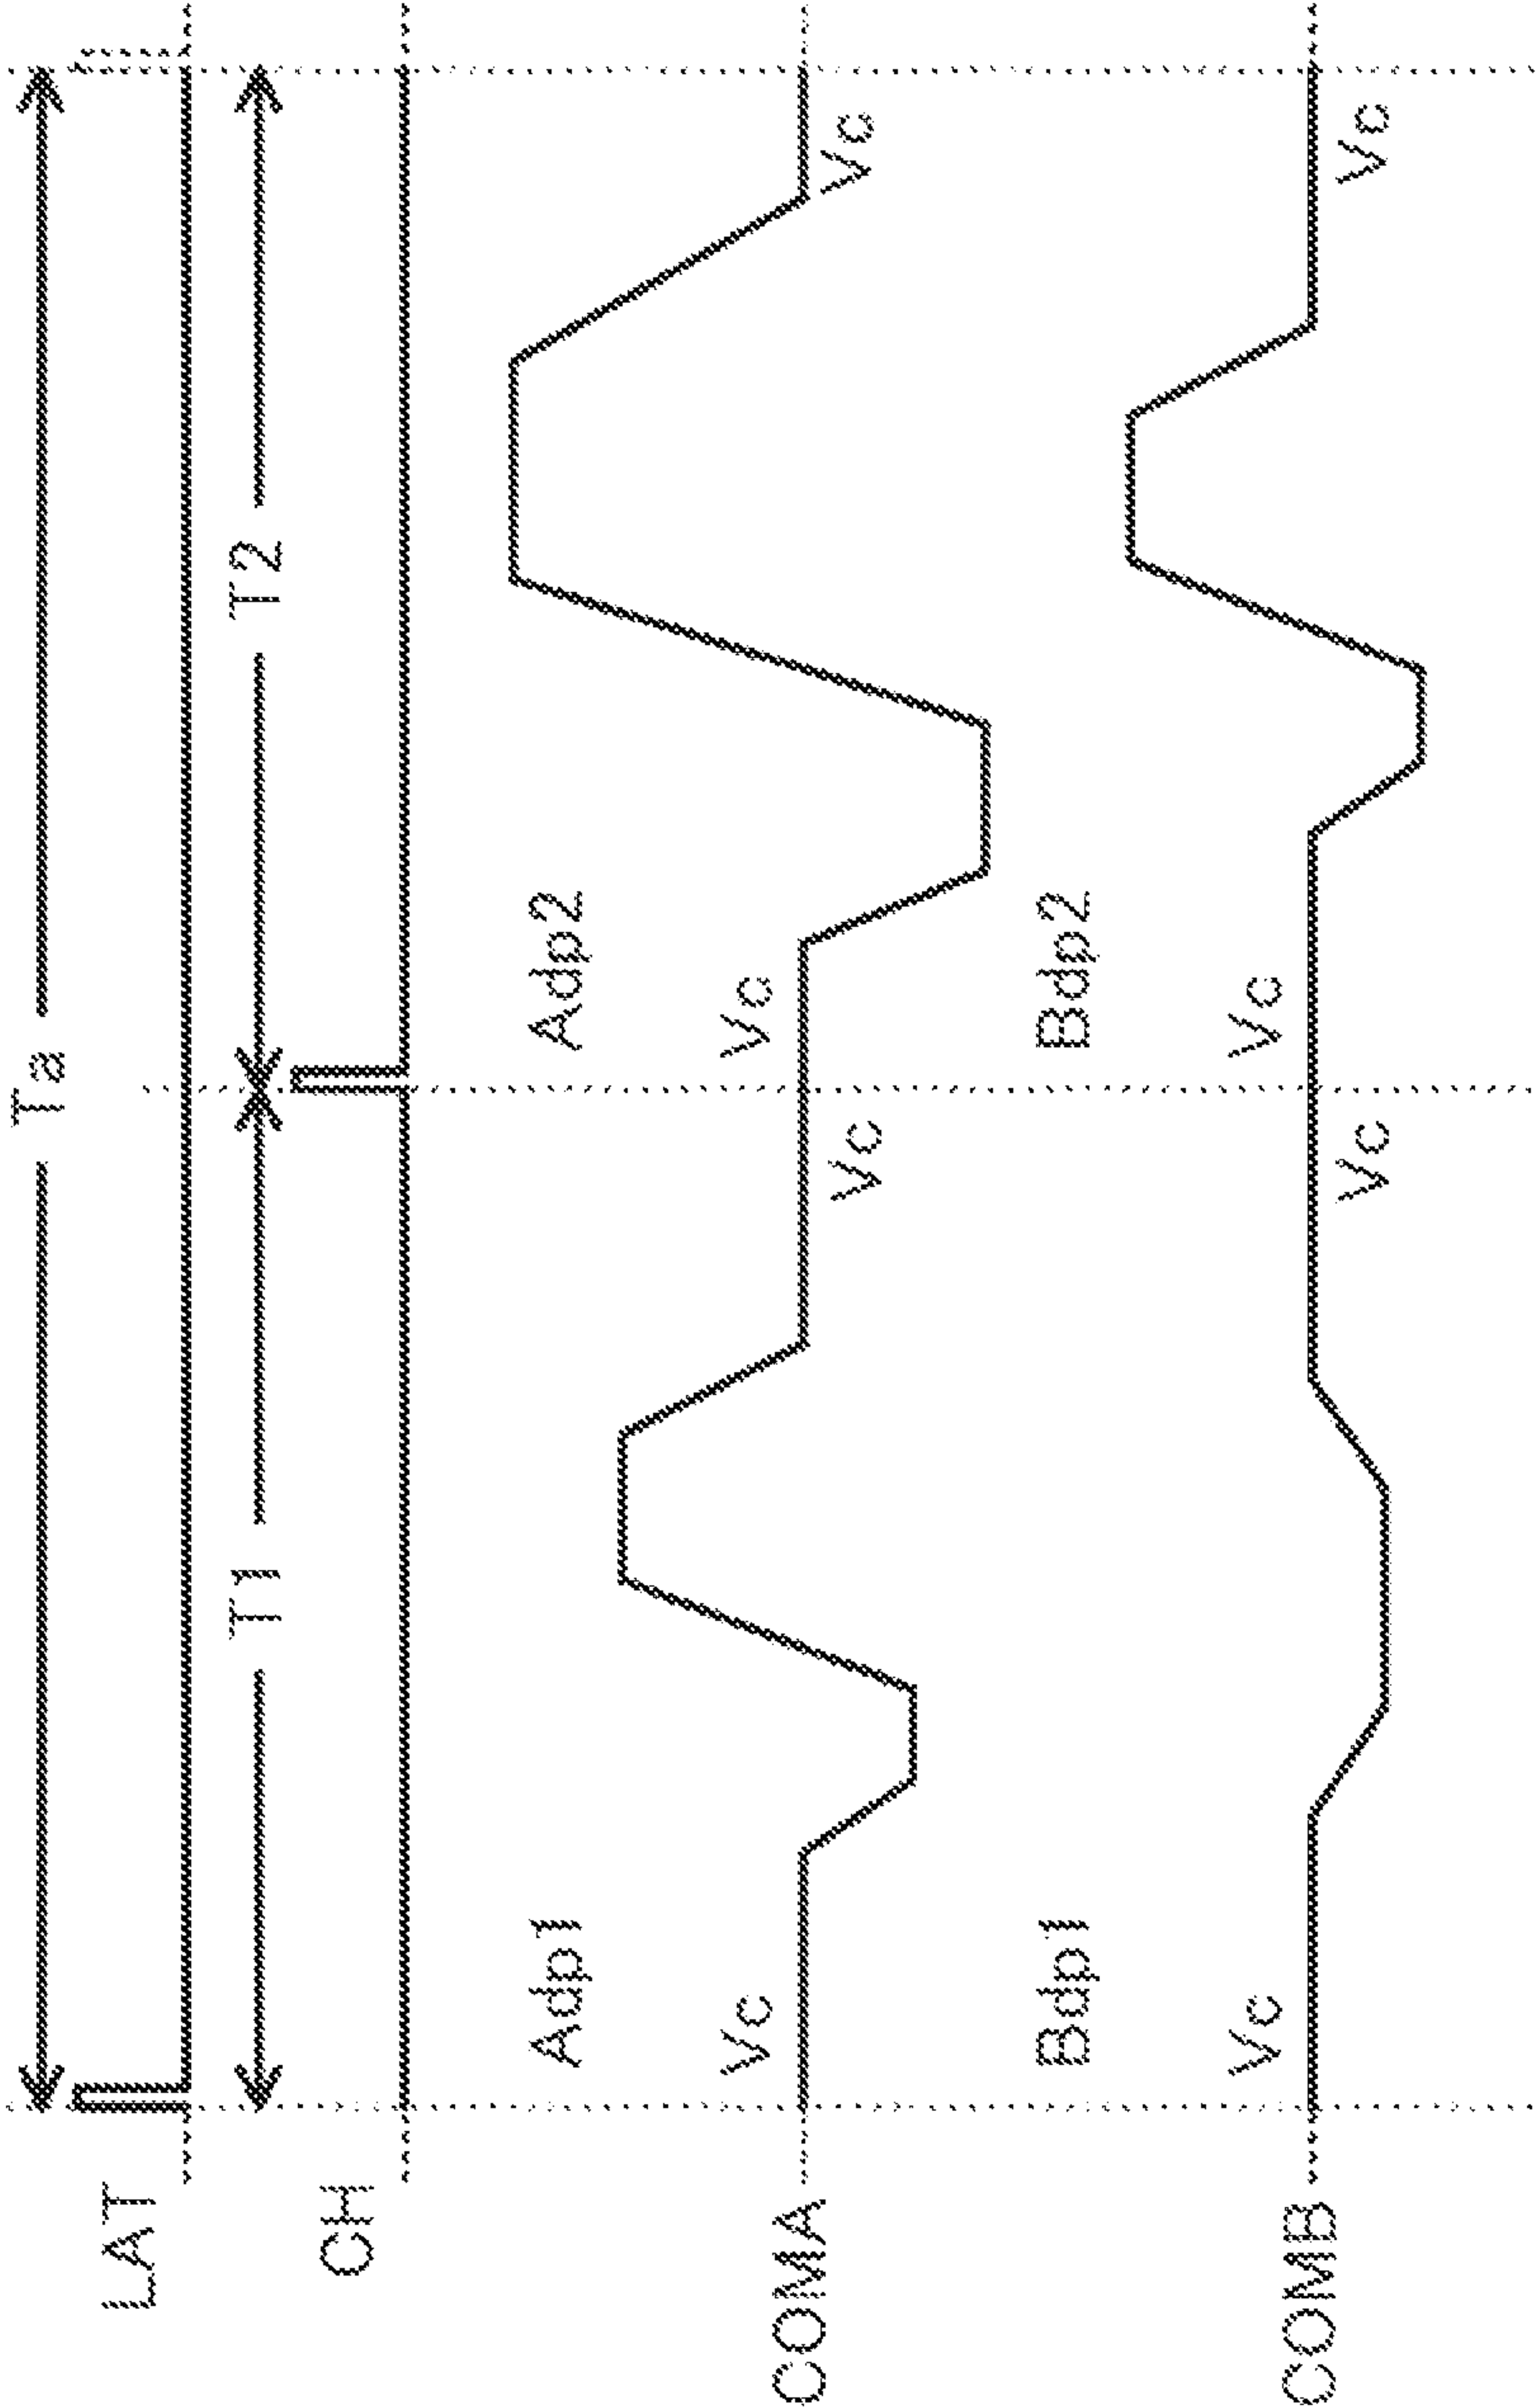 Ta
LAT
T1 T2
CH
Adp1 Adp2
Vc Vc
COMA
Vc Vc
Bdp1 Bdp2
Vc Vc
COMB
Vc Vc